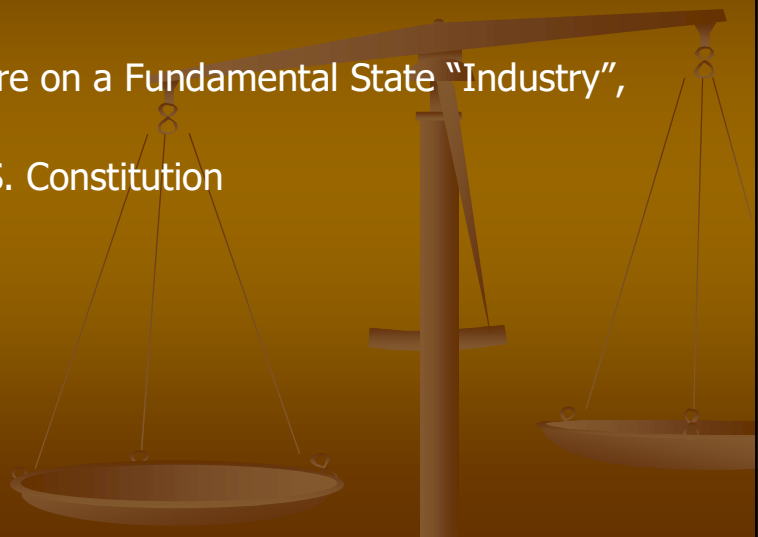 re on a Fundamental State “Industry”,
. Constitution